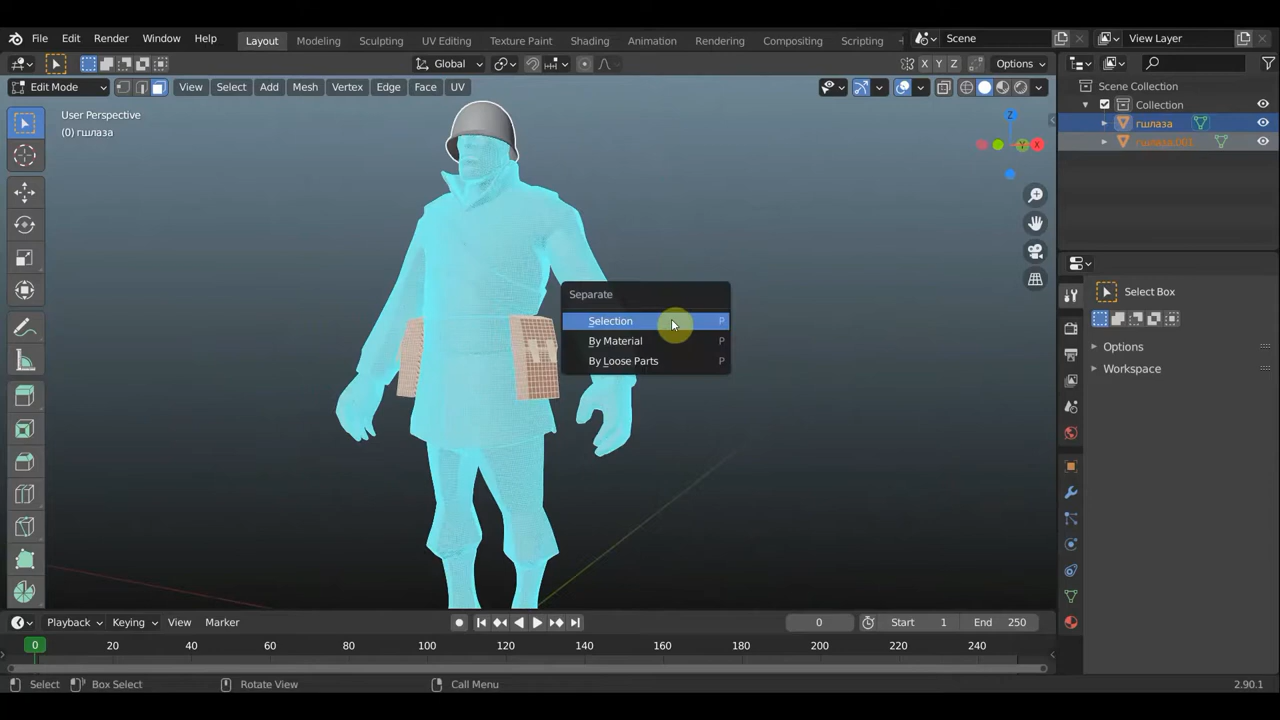 File Edit Render Window Help
Layout Modeling Sculpting UV Editing Texture Paint Shading Animation Rendering Compositing Scripting
Scene
View Layer
Global
Options
Edit Mode
View Select Add Mesh Vertex Edge Face UV
User Perspective
(0) гшлаза
Z
X
Y
X Y Z
Separate
Selection P
By Material P
By Loose Parts P
Scene Collection
Collection
гшлаза
гшлаза.001
Select Box
Options
Workspace
Playback Keying View Marker
0
Start 1
End 250
0 20 40 60 80 100 120 140 160 180 200 220 240
Select
Box Select
Rotate View
Call Menu
2.90.1